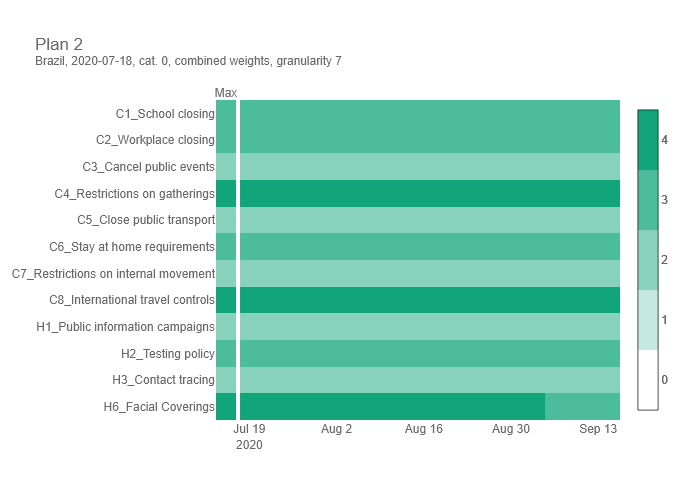 Plan 2
Brazil, 2020-07-18, cat. 0, combined weights, granularity 7
Max
C1_School closing
C2_Workplace closing
C3_Cancel public events
C4_Restrictions on gatherings
C5_Close public transport
C6_Stay at home requirements
C7_Restrictions on internal movement
C8_International travel controls
H1_Public information campaigns
H2_Testing policy
H3_Contact tracing
H6_Facial Coverings
Jul 19 Aug 2 Aug 16 Aug 30 Sep 13
2020
4
3
2
1
0